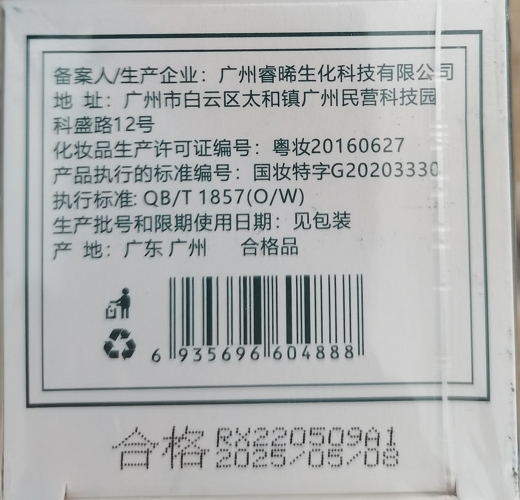 备案人/生产企业：广州睿晞生化科技有限公司
地 址：广州市白云区太和镇广州民营科技园
科盛路12号
化妆品生产许可证编号：粤妆20160627
产品执行的标准编号：国妆特字G20203330
执行标准: QB/T 1857(O/W)
生产批号和限期使用日期：见包装
产 地：广东 广州 合格品
6 935696 604888
合格 RX220509A1
2025/05/08